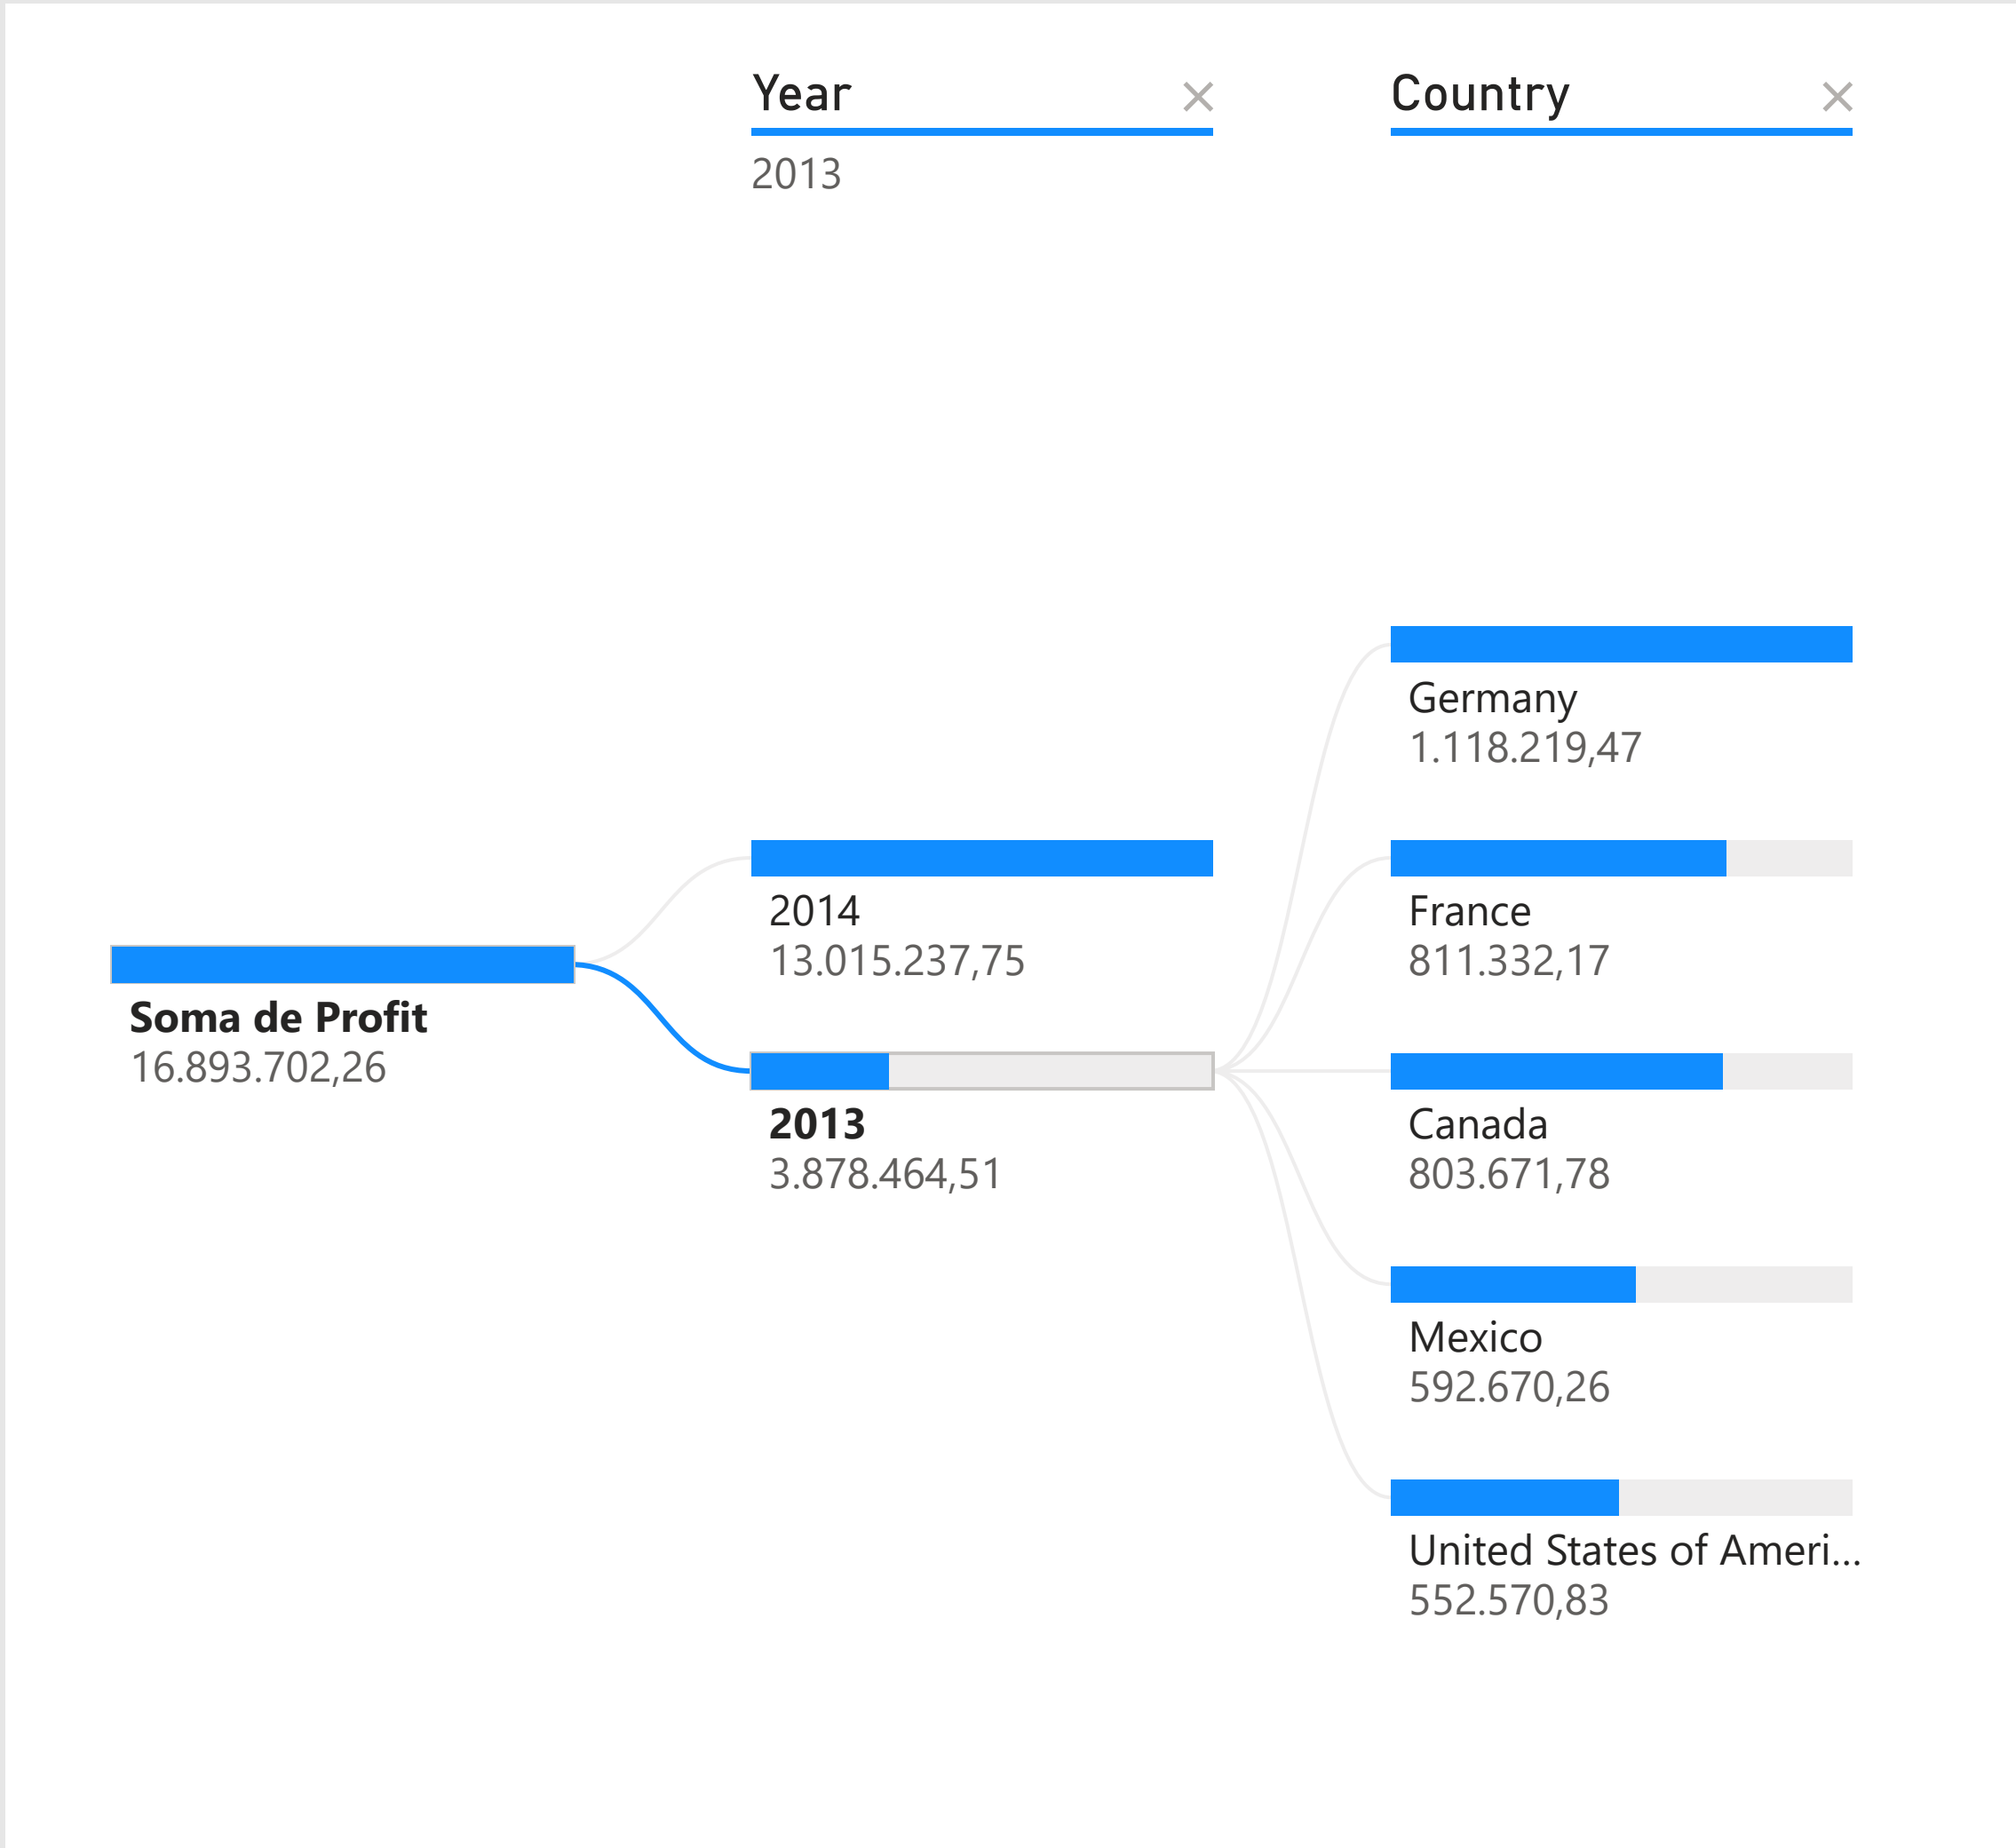 Year
2013
Country
Soma de Profit
16.893.702,26
2014
13.015.237,75
2013
3.878.464,51
Germany
1.118.219,47
France
811.332,17
Canada
803.671,78
Mexico
592.670,26
United States of Ameri...
552.570,83